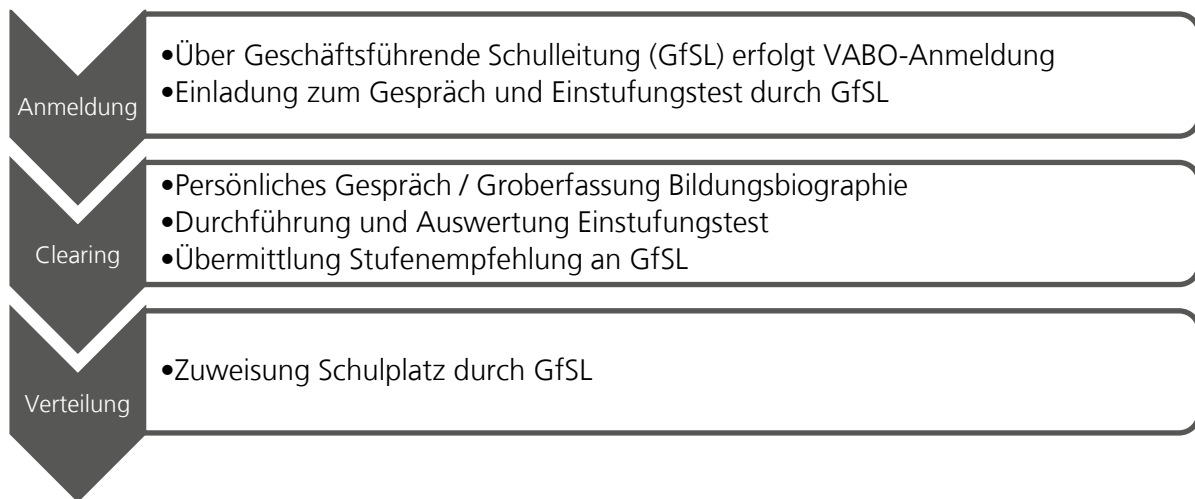 Anmeldung
•Über Geschäftsführende Schulleitung (GfSL) erfolgt VABO-Anmeldung
•Einladung zum Gespräch und Einstufungstest durch GfSL
Clearing
•Persönliches Gespräch / Groberfassung Bildungsbiographie
•Durchführung und Auswertung Einstufungstest
•Übermittlung Stufenempfehlung an GfSL
Verteilung
•Zuweisung Schulplatz durch GfSL